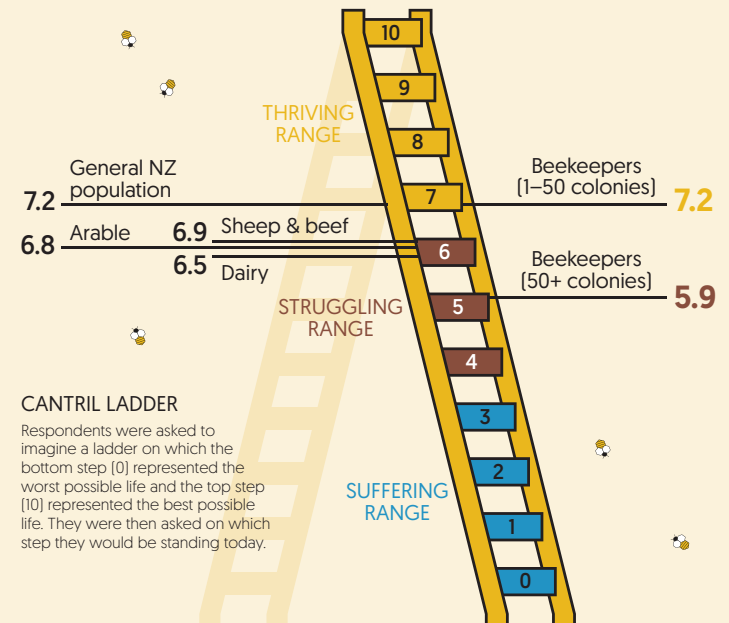 10
9
THRIVING
RANGE
8
General NZ
population
7.2
7
Beekeepers
(1–50 colonies)
7.2
Arable
6.8
6.9
Sheep & beef
6.5
Dairy
6
Beekeepers
(50+ colonies)
5.9
STRUGGLING
RANGE
5
4
CANTRIL LADDER
Respondents were asked to
imagine a ladder on which the
bottom step (0) represented the
worst possible life and the top step
(10) represented the best possible
life. They were then asked on which
step they would be standing today.
3
SUFFERING
RANGE
2
1
0